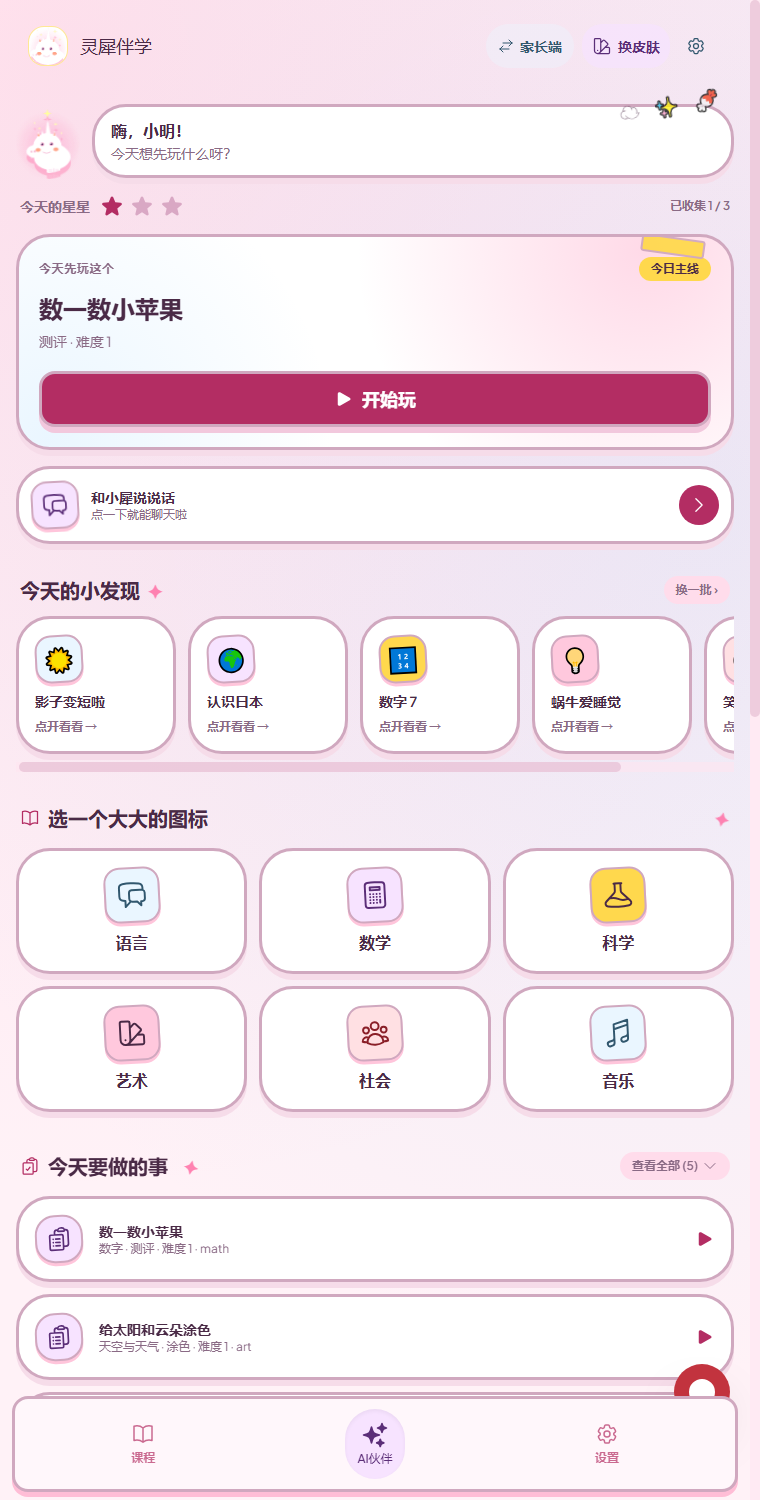 灵犀伴学
家长端
换皮肤
嗨，小明！
今天想先玩什么呀？
今天的星星
已收集 1 / 3
今天先玩这个
今日主线
数一数小苹果
测评 · 难度 1
开始玩
和小犀说说话
点一下就能聊天啦
今天的小发现
换一批 ›
影子变短啦
点开看看 →
认识日本
点开看看 →
1 2
3 4
数字 7
点开看看 →
蜗牛爱睡觉
点开看看 →
笑
点
选一个大大的图标
语言
数学
科学
艺术
社会
音乐
今天要做的事
查看全部 (5)
数一数小苹果
数字 · 测评 · 难度 1 · math
给太阳和云朵涂色
天空与天气 · 涂色 · 难度 1 · art
课程
AI伙伴
设置